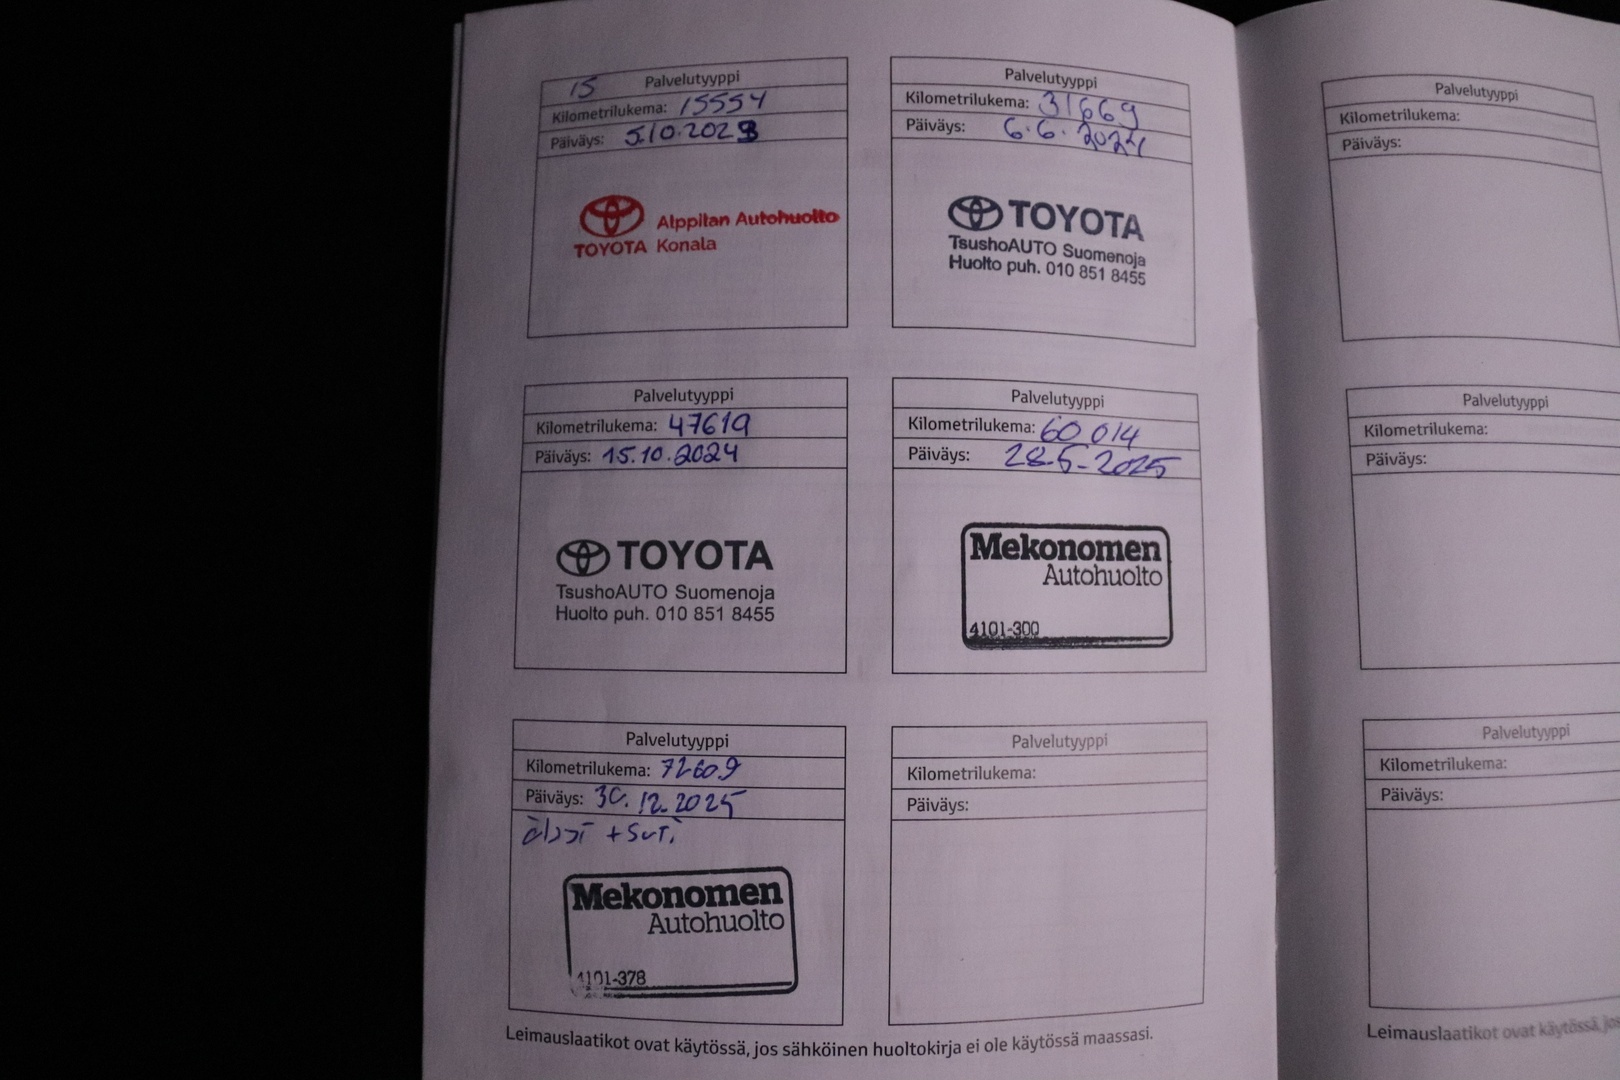 15 Palvelutyyppi
Kilometrilukema: 15554
Päiväys: 5.10.2023
TOYOTA
Alppilan Autohuolto
Konala
Palvelutyyppi
Kilometrilukema: 31669
Päiväys: 6.6.2024
TOYOTA
TsushoAUTO Suomenoja
Huolto puh. 010 851 8455
Palvelutyyppi
Kilometrilukema: 47619
Päiväys: 15.10.2024
TOYOTA
TsushoAUTO Suomenoja
Huolto puh. 010 851 8455
Palvelutyyppi
Kilometrilukema: 60 014
Päiväys: 28.5-2025
Mekonomen
Autohuolto
4101-300
Palvelutyyppi
Kilometrilukema: 72609
Päiväys: 30.12.2025
+ suti
Mekonomen
Autohuolto
4101-378
Palvelutyyppi
Kilometrilukema:
Päiväys:
Leimauslaatikot ovat käytössä, jos sähköinen huoltokirja ei ole käytössä maassasi.
Palvelutyyppi
Kilometrilukema:
Päiväys:
Palvelutyyppi
Kilometrilukema:
Päiväys:
Palvelutyyppi
Kilometrilukema:
Päiväys:
Leimauslaatikot ovat käytössä, jos